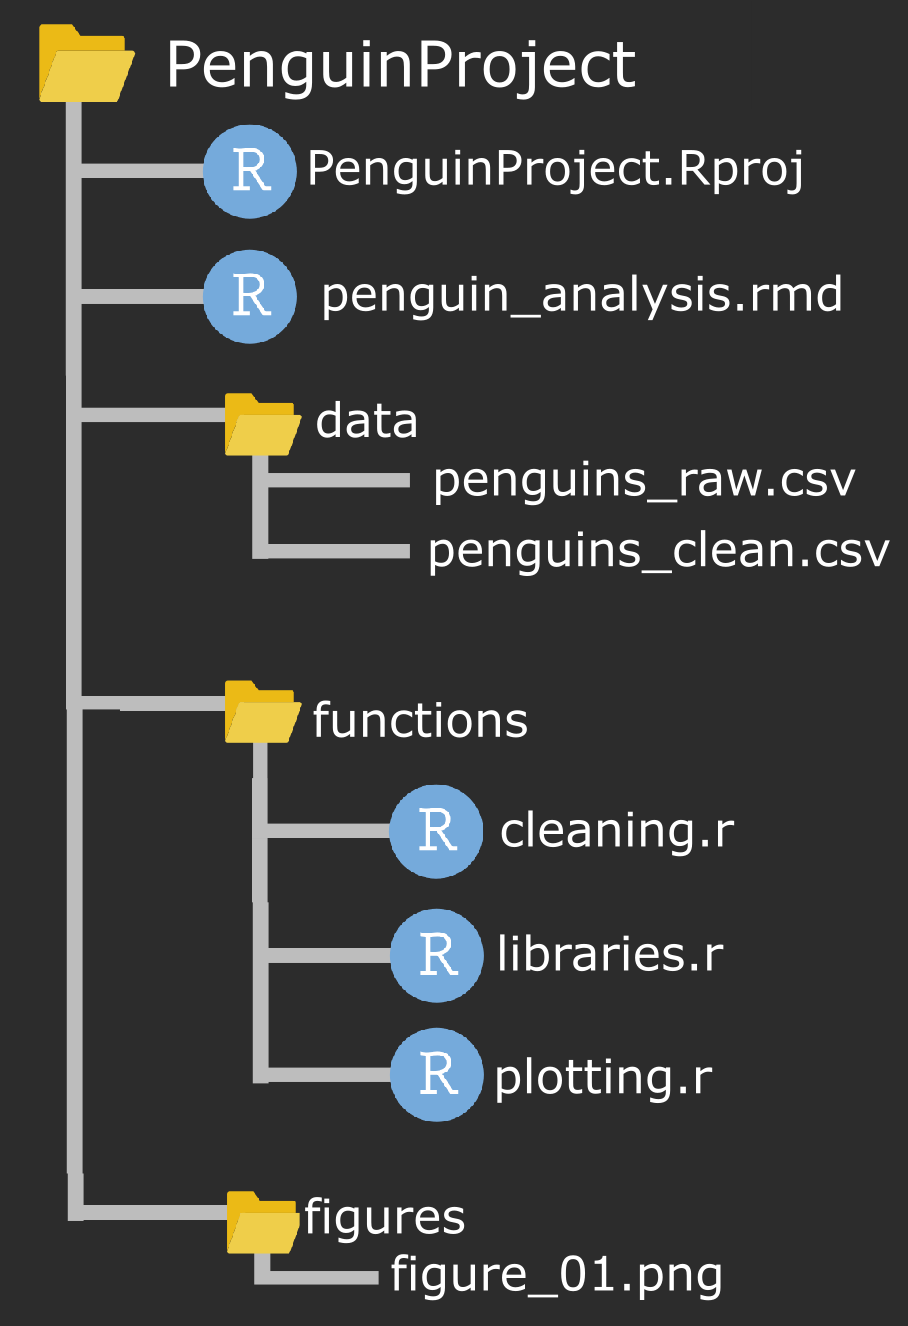 PenguinProject
R PenguinProject.Rproj
R penguin_analysis.rmd
data
penguins_raw.csv
penguins_clean.csv
functions
R cleaning.r
R libraries.r
R plotting.r
figures
figure_01.png